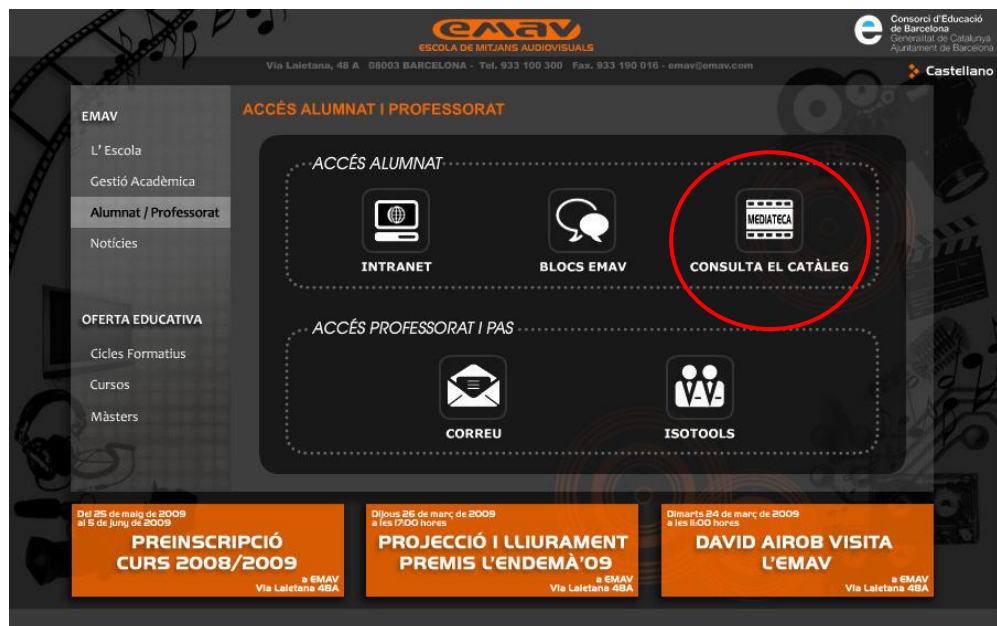 emav
ESCOLA DE MITJANS AUDIOVISUALS
Consorci d'Educació
de Barcelona
Generalitat de Catalunya
Ajuntament de Barcelona
Via Laietana, 48 A 08003 BARCELONA - Tel. 933 100 300 Fax. 933 190 016 - emav@emav.com
Castellano
EMAV
L' Escola
Gestió Acadèmica
Alumnat / Professorat
Notícies
OFERTA EDUCATIVA
Cicles Formatius
Cursos
Màsters
ACCÉS ALUMNAT I PROFESSORAT
ACCÉS ALUMNAT
MEDIATECA
INTRANET
BLOCS EMAV
CONSULTA EL CATÀLEG
ACCÉS PROFESSORAT I PAS
CORREU
ISOTOOLS
Del 25 de maig de 2009
al 5 de juny de 2009
PREINSCRIPCIÓ
CURS 2008/2009
a EMAV
Via Laietana 48A
Dijous 26 de març de 2009
a les 17:00 hores
PROJECCIÓ I LLIURAMENT
PREMIS L'ENDEMÀ'09
a EMAV
Via Laietana 48A
Dimarts 24 de març de 2009
a les 11:00 hores
DAVID AIROB VISITA
L'EMAV
a EMAV
Via Laietana 48A